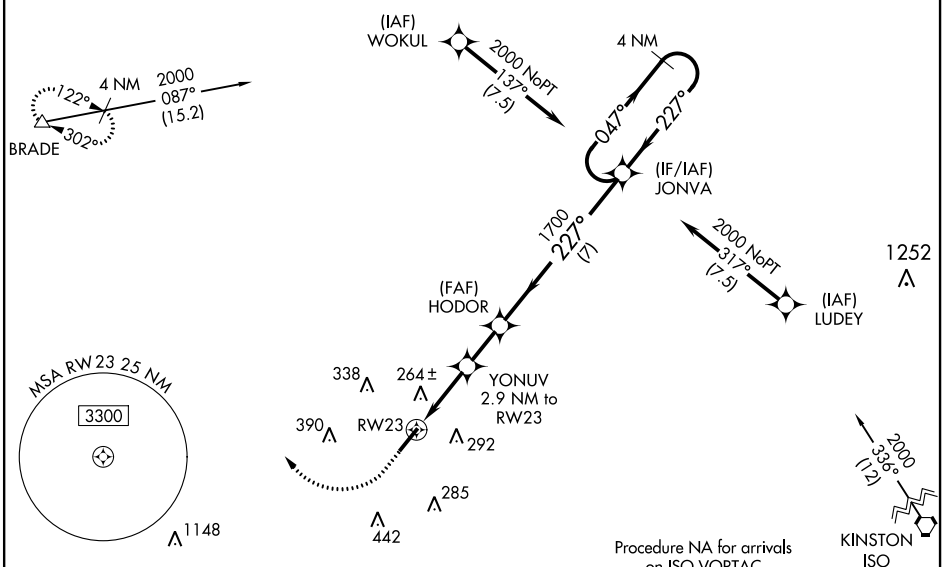 (IAF)
WOKUL
2000 NoPT
137°
(7.5)
4 NM
047°
227°
4 NM
2000
087°
(15.2)
122°
302°
BRADE
(IF/IAF)
JONVA
1700
227°
(7)
2000 NoPT
317°
(7.5)
1252
(IAF)
LUDEY
(FAF)
HODOR
MSA RW23 25 NM
3300
338
264±
YONUV
2.9 NM to
RW23
390
RW23
292
285
442
1148
2000
336°
(12)
KINSTON
ISO
Procedure NA for arrivals
on ISO VORTAC